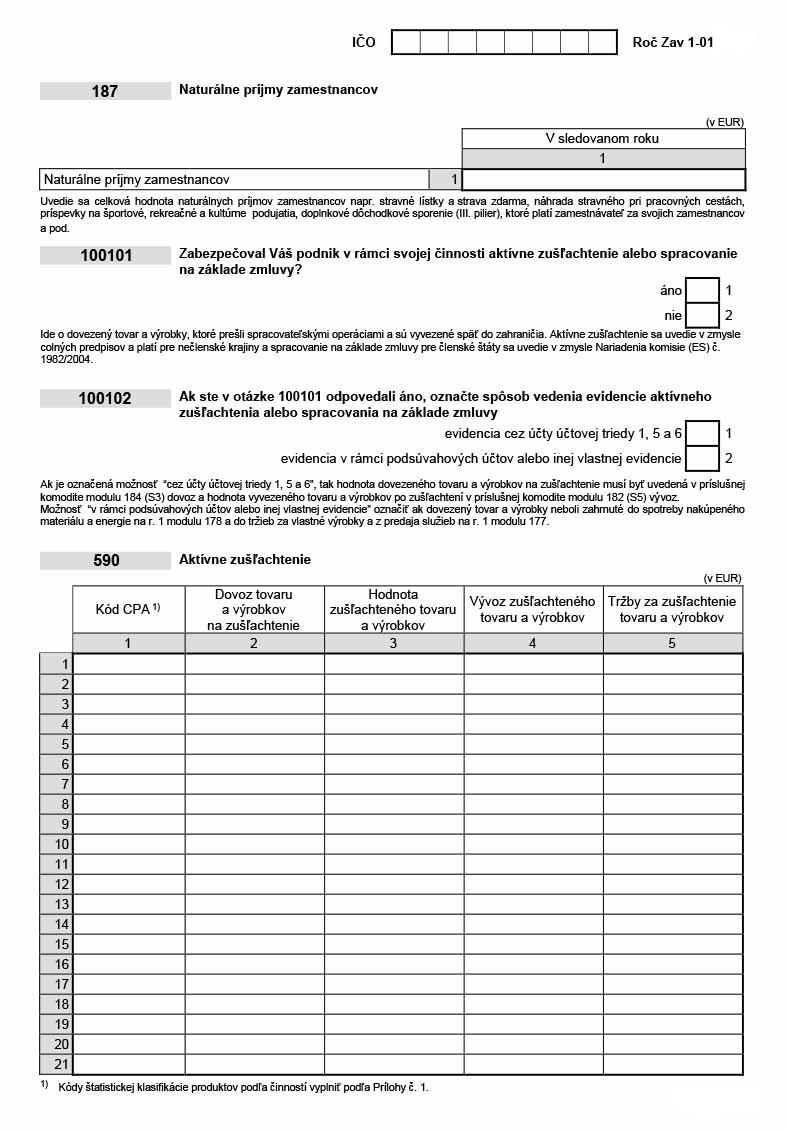 IČO Roč Zav 1-01
187 Naturálne príjmy zamestnancov
(v EUR)
V sledovanom roku
1
Naturálne príjmy zamestnancov 1
Uvedie sa celková hodnota naturálnych príjmov zamestnancov napr. stravné lístky a strava zdarma, náhrada stravného pri pracovných cestách,
príspevky na športové, rekreačné a kultúrne podujatia, doplnkové dôchodkové sporenie (III. pilier), ktoré platí zamestnávateľ za svojich zamestnancov
a pod.
100101 Zabezpečoval Váš podnik v rámci svojej činnosti aktívne zušľachtenie alebo spracovanie
na základe zmluvy?
áno 1
nie 2
Ide o dovezený tovar a výrobky, ktoré prešli spracovateľskými operáciami a sú vyvezené späť do zahraničia. Aktívne zušľachtenie sa uvedie v zmysle
colných predpisov a platí pre nečlenské krajiny a spracovanie na základe zmluvy pre členské štáty sa uvedie v zmysle Nariadenia komisie (ES) č.
1982/2004.
100102 Ak ste v otázke 100101 odpovedali áno, označte spôsob vedenia evidencie aktívneho
zušľachtenia alebo spracovania na základe zmluvy
evidencia cez účty účtovej triedy 1, 5 a 6 1
evidencia v rámci podsúvahových účtov alebo inej vlastnej evidencie 2
Ak je označená možnosť “cez účty účtovej triedy 1, 5 a 6”, tak hodnota dovezeného tovaru a výrobkov na zušľachtenie musí byť uvedená v príslušnej
komodite modulu 184 (S3) dovoz a hodnota vyvezeného tovaru a výrobkov po zušľachtení v príslušnej komodite modulu 182 (S5) vývoz.
Možnosť “v rámci podsúvahových účtov alebo inej vlastnej evidencie” označiť ak dovezený tovar a výrobky neboli zahrnuté do spotreby nakúpeného
materiálu a energie na r. 1 modulu 178 a do tržieb za vlastné výrobky a z predaja služieb na r. 1 modulu 177.
590 Aktívne zušľachtenie
(v EUR)
Kód CPA 1)
Dovoz tovaru
a výrobkov
na zušľachtenie
Hodnota
zušľachteného tovaru
a výrobkov
Vývoz zušľachteného
tovaru a výrobkov
Tržby za zušľachtenie
tovaru a výrobkov
1 2 3 4 5
1
2
3
4
5
6
7
8
9
10
11
12
13
14
15
16
17
18
19
20
21
1) Kódy štatistickej klasifikácie produktov podľa činností vyplniť podľa Prílohy č. 1.